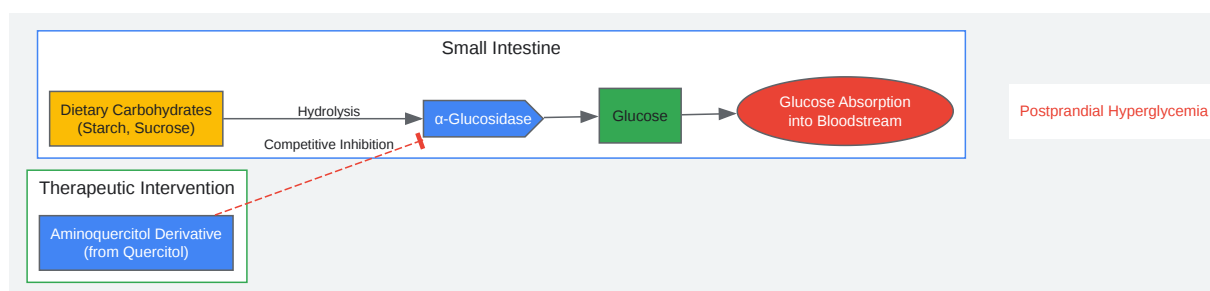 Small Intestine
Dietary Carbohydrates
(Starch, Sucrose)
Hydrolysis
α-Glucosidase
Glucose
Glucose Absorption
into Bloodstream
Postprandial Hyperglycemia
Competitive Inhibition
Therapeutic Intervention
Aminoquercitol Derivative
(from Quercitol)